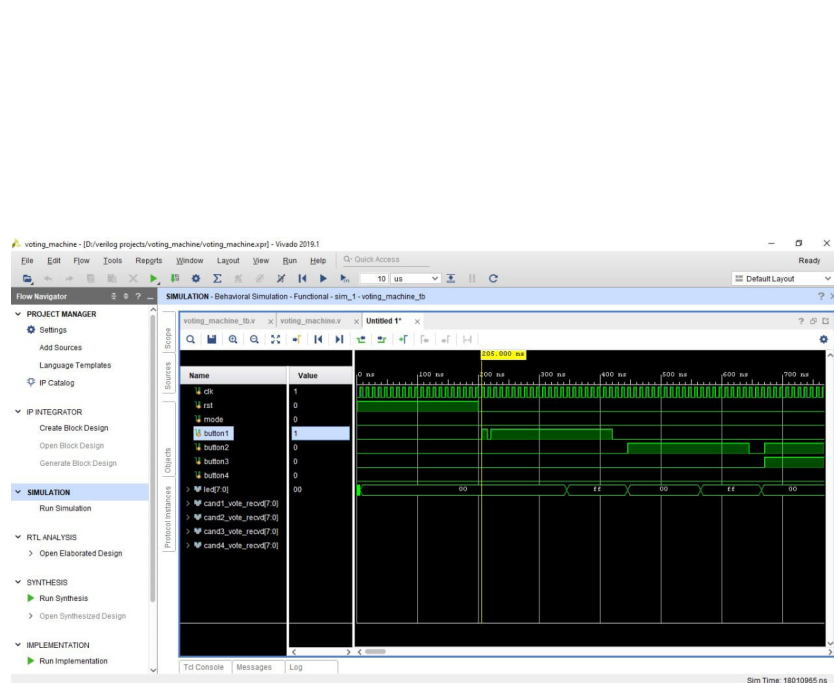 voting_machine - [D:/verilog projects/voting_machine/voting_machine.xpr] - Vivado 2019.1
File Edit Flow Tools Reports Window Layout View Run Help Q- Quick Access Ready
10 us Default Layout
Flow Navigator
SIMULATION - Behavioral Simulation - Functional - sim_1 - voting_machine_tb
PROJECT MANAGER
Settings
Add Sources
Language Templates
IP Catalog
IP INTEGRATOR
Create Block Design
Open Block Design
Generate Block Design
SIMULATION
Run Simulation
RTL ANALYSIS
Open Elaborated Design
SYNTHESIS
Run Synthesis
Open Synthesized Design
IMPLEMENTATION
Run Implementation
Scope
Sources
Objects
Protocol Instances
voting_machine_tb.v voting_machine.v Untitled 1*
205.000 ns
Name Value 0 ns 100 ns 200 ns 300 ns 400 ns 500 ns 600 ns 700 ns
clk 1
rst 0
mode 0
button1 1
button2 0
button3 0
button4 0
led[7:0] 00 00 ff 00 ff 00
cand1_vote_recvd[7:0]
cand2_vote_recvd[7:0]
cand3_vote_recvd[7:0]
cand4_vote_recvd[7:0]
Tcl Console Messages Log
Sim Time: 18010965 ns